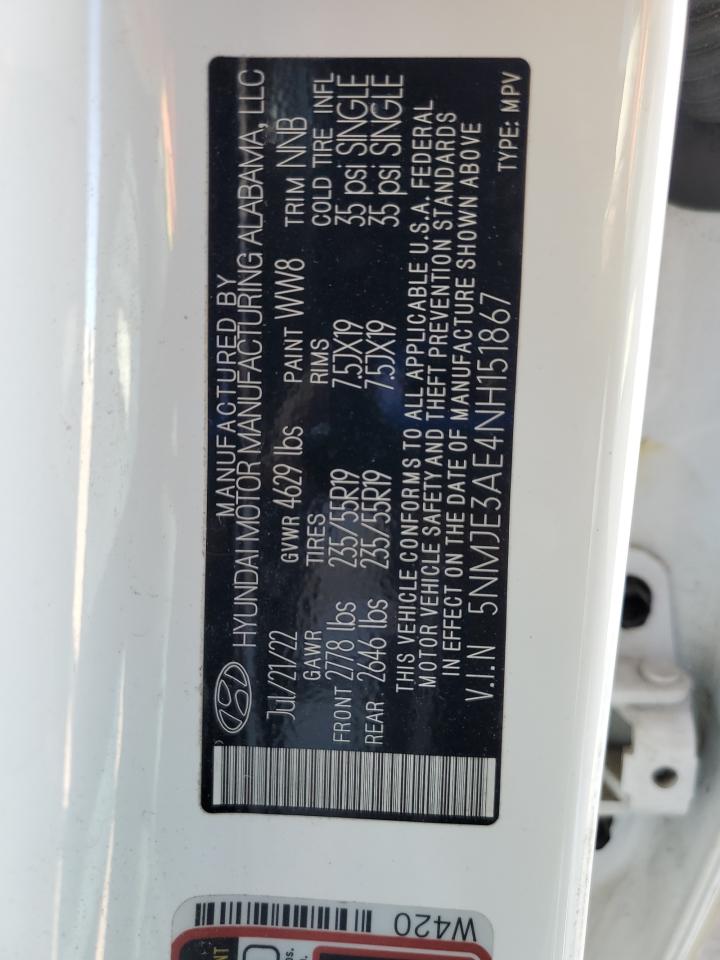 MANUFACTURED BY
HYUNDAI MOTOR MANUFACTURING ALABAMA, LLC
Jul/21/22 GVWR 4629 lbs PAINT WW8 TRIM NNB
GAWR TIRES RIMS COLD TIRE INFL
FRONT 2778 lbs 235/55R19 7.5JX19 35 psi SINGLE
REAR 2646 lbs 235/55R19 7.5JX19 35 psi SINGLE
THIS VEHICLE CONFORMS TO ALL APPLICABLE U.S.A. FEDERAL
MOTOR VEHICLE SAFETY AND THEFT PREVENTION STANDARDS
IN EFFECT ON THE DATE OF MANUFACTURE SHOWN ABOVE
V.I.N 5NMJE3AE4NH151867
TYPE: MPV
W420